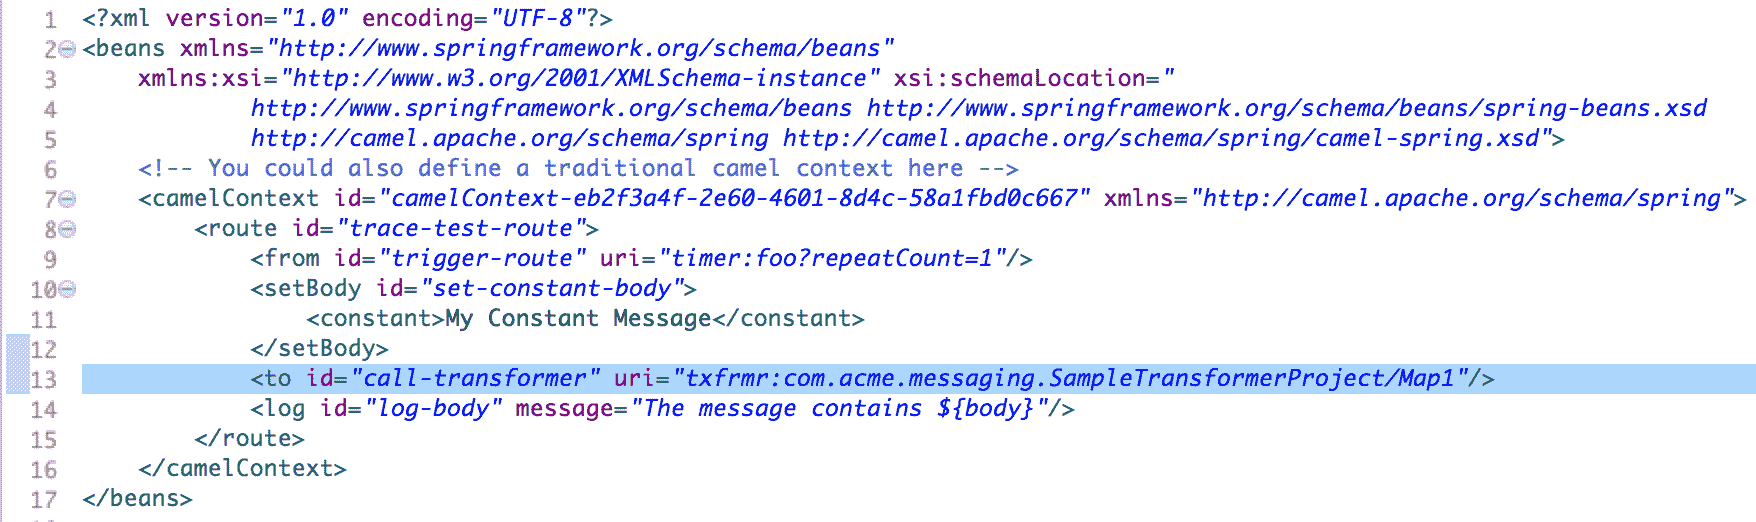 1 <?xml version="1.0" encoding="UTF-8"?>
2 <beans xmlns="http://www.springframework.org/schema/beans"
3 xmlns:xsi="http://www.w3.org/2001/XMLSchema-instance" xsi:schemaLocation="
4 http://www.springframework.org/schema/beans http://www.springframework.org/schema/beans/spring-beans.xsd
5 http://camel.apache.org/schema/spring http://camel.apache.org/schema/spring/camel-spring.xsd">
6 <!-- You could also define a traditional camel context here -->
7 <camelContext id="camelContext-eb2f3a4f-2e60-4601-8d4c-58a1fbd0c667" xmlns="http://camel.apache.org/schema/spring">
8 <route id="trace-test-route">
9 <from id="trigger-route" uri="timer:foo?repeatCount=1"/>
10 <setBody id="set-constant-body">
11 <constant>My Constant Message</constant>
12 </setBody>
13 <to id="call-transformer" uri="txfrmr:com.acme.messaging.SampleTransformerProject/Map1"/>
14 <log id="log-body" message="The message contains ${body}"/>
15 </route>
16 </camelContext>
17 </beans>